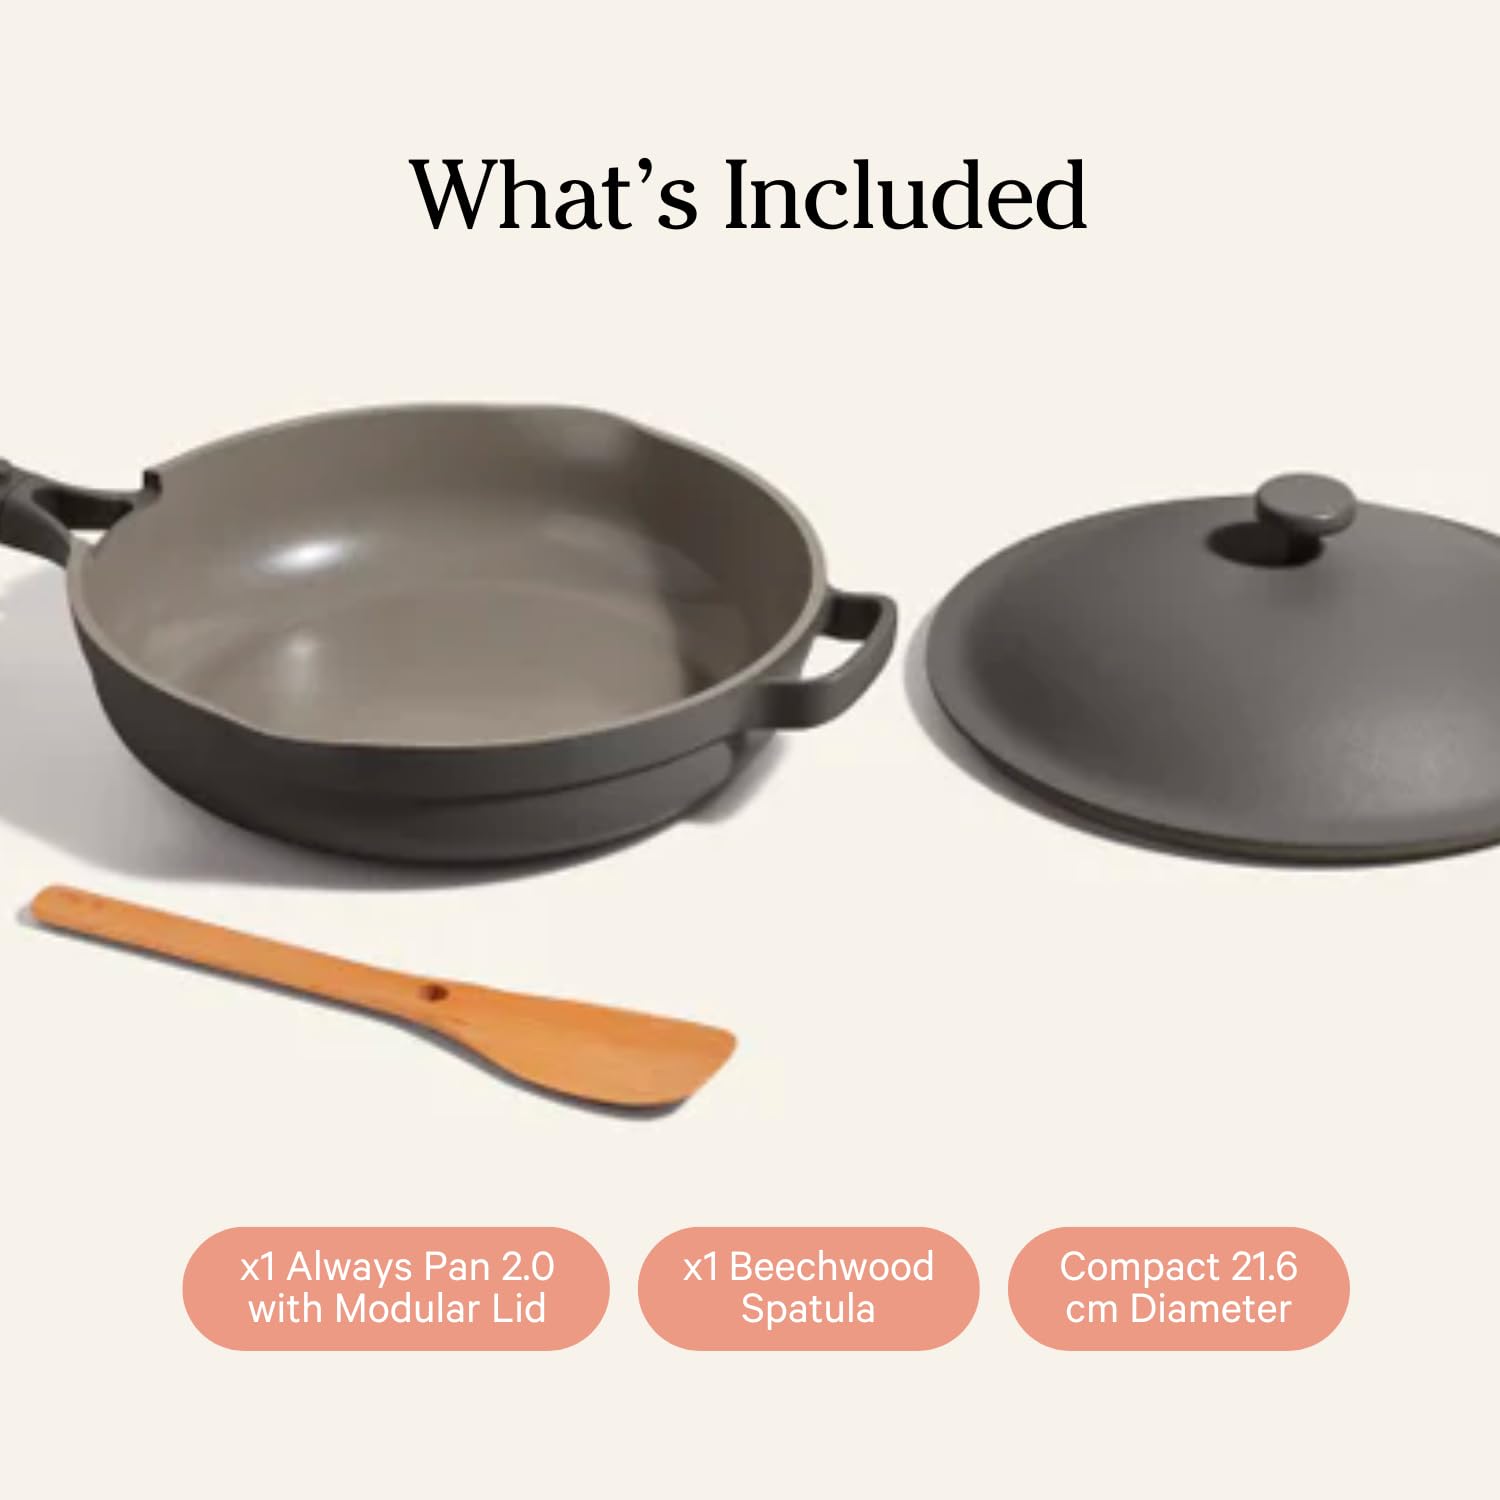 What’s Included
x1 Always Pan 2.0
with Modular Lid
x1 Beechwood
Spatula
Compact 21.6
cm Diameter